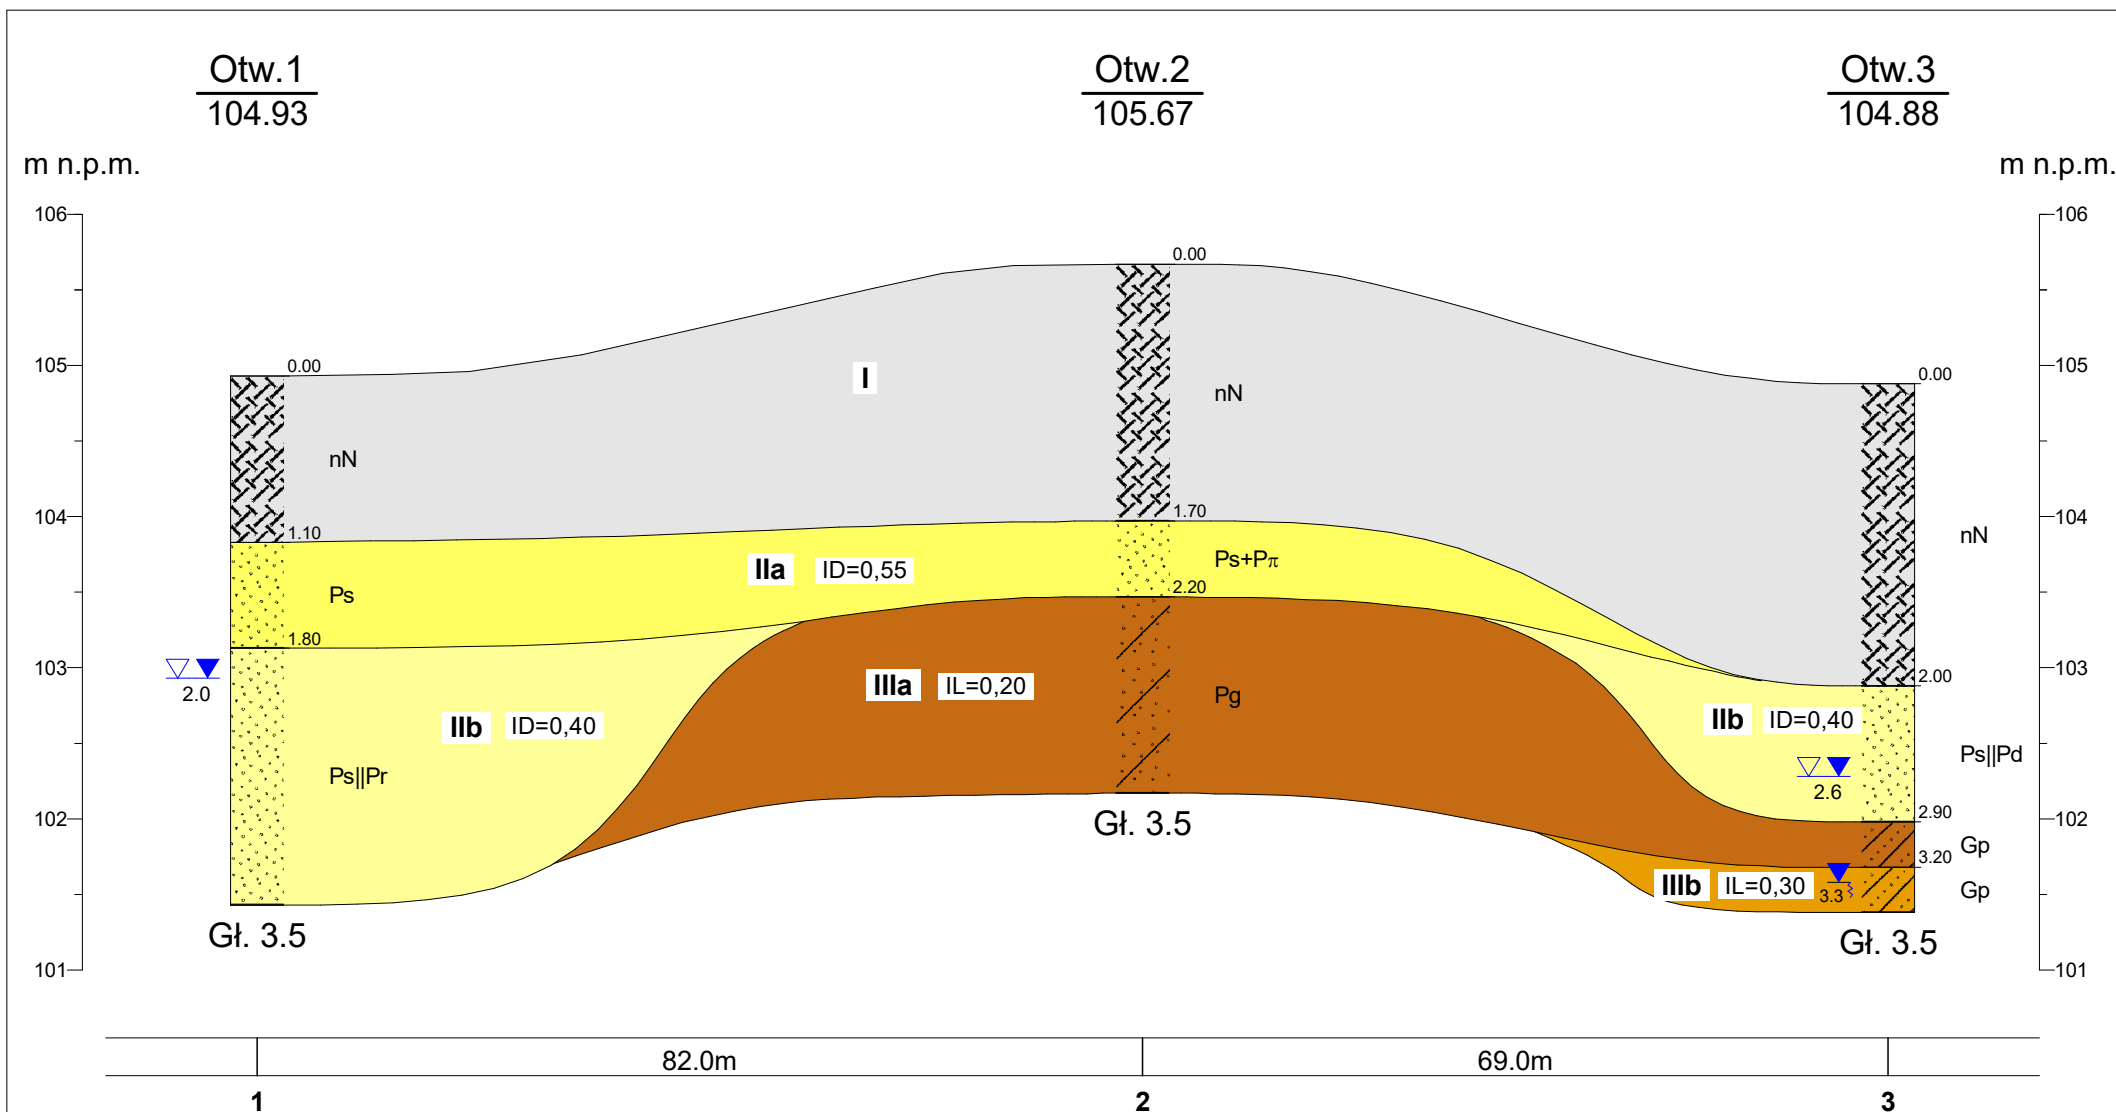 Otw.1
104.93
Otw.2
105.67
Otw.3
104.88
m n.p.m.
m n.p.m.
106
106
0.00
105
0.00
I
nN
0.00
105
nN
104
1.10
1.70
104
nN
IIa
ID=0,55
Ps+Pπ
Ps
2.20
1.80
103
2.0
2.00
103
IIIa
IL=0,20
Pg
IIb
ID=0,40
IIb
ID=0,40
Ps||Pd
Ps||Pr
2.6
102
Gł. 3.5
2.90
102
Gp
3.20
IIIb
IL=0,30
3.3
Gp
Gł. 3.5
Gł. 3.5
101
101
82.0m
69.0m
1
2
3